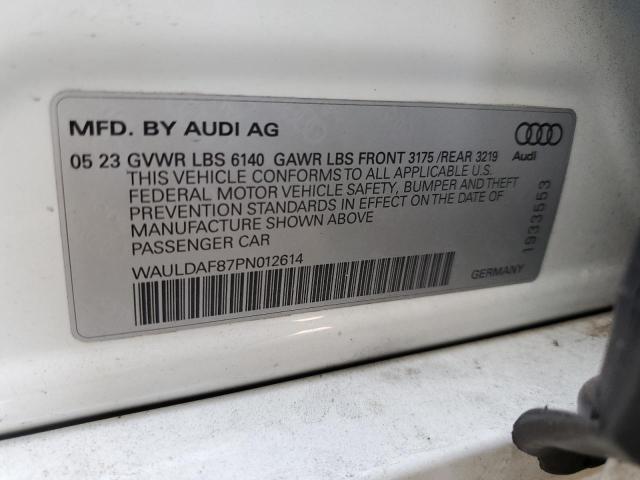 MFD. BY AUDI AG
05 23 GVWR LBS 6140 GAWR LBS FRONT 3175 /REAR 3219
Audi
THIS VEHICLE CONFORMS TO ALL APPLICABLE U.S.
FEDERAL MOTOR VEHICLE SAFETY, BUMPER AND THEFT
PREVENTION STANDARDS IN EFFECT ON THE DATE OF
MANUFACTURE SHOWN ABOVE
PASSENGER CAR
1933553
WAULDAF87PN012614
GERMANY